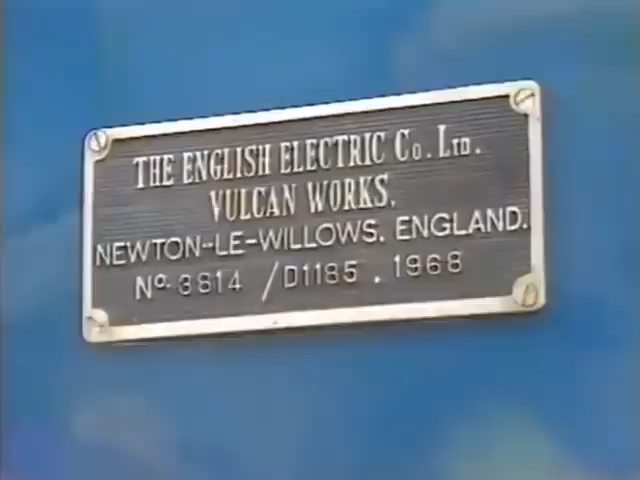 THE ENGLISH ELECTRIC Co. LTD.
VULCAN WORKS.
NEWTON-LE-WILLOWS. ENGLAND.
No. 3814 /D1185 . 1968